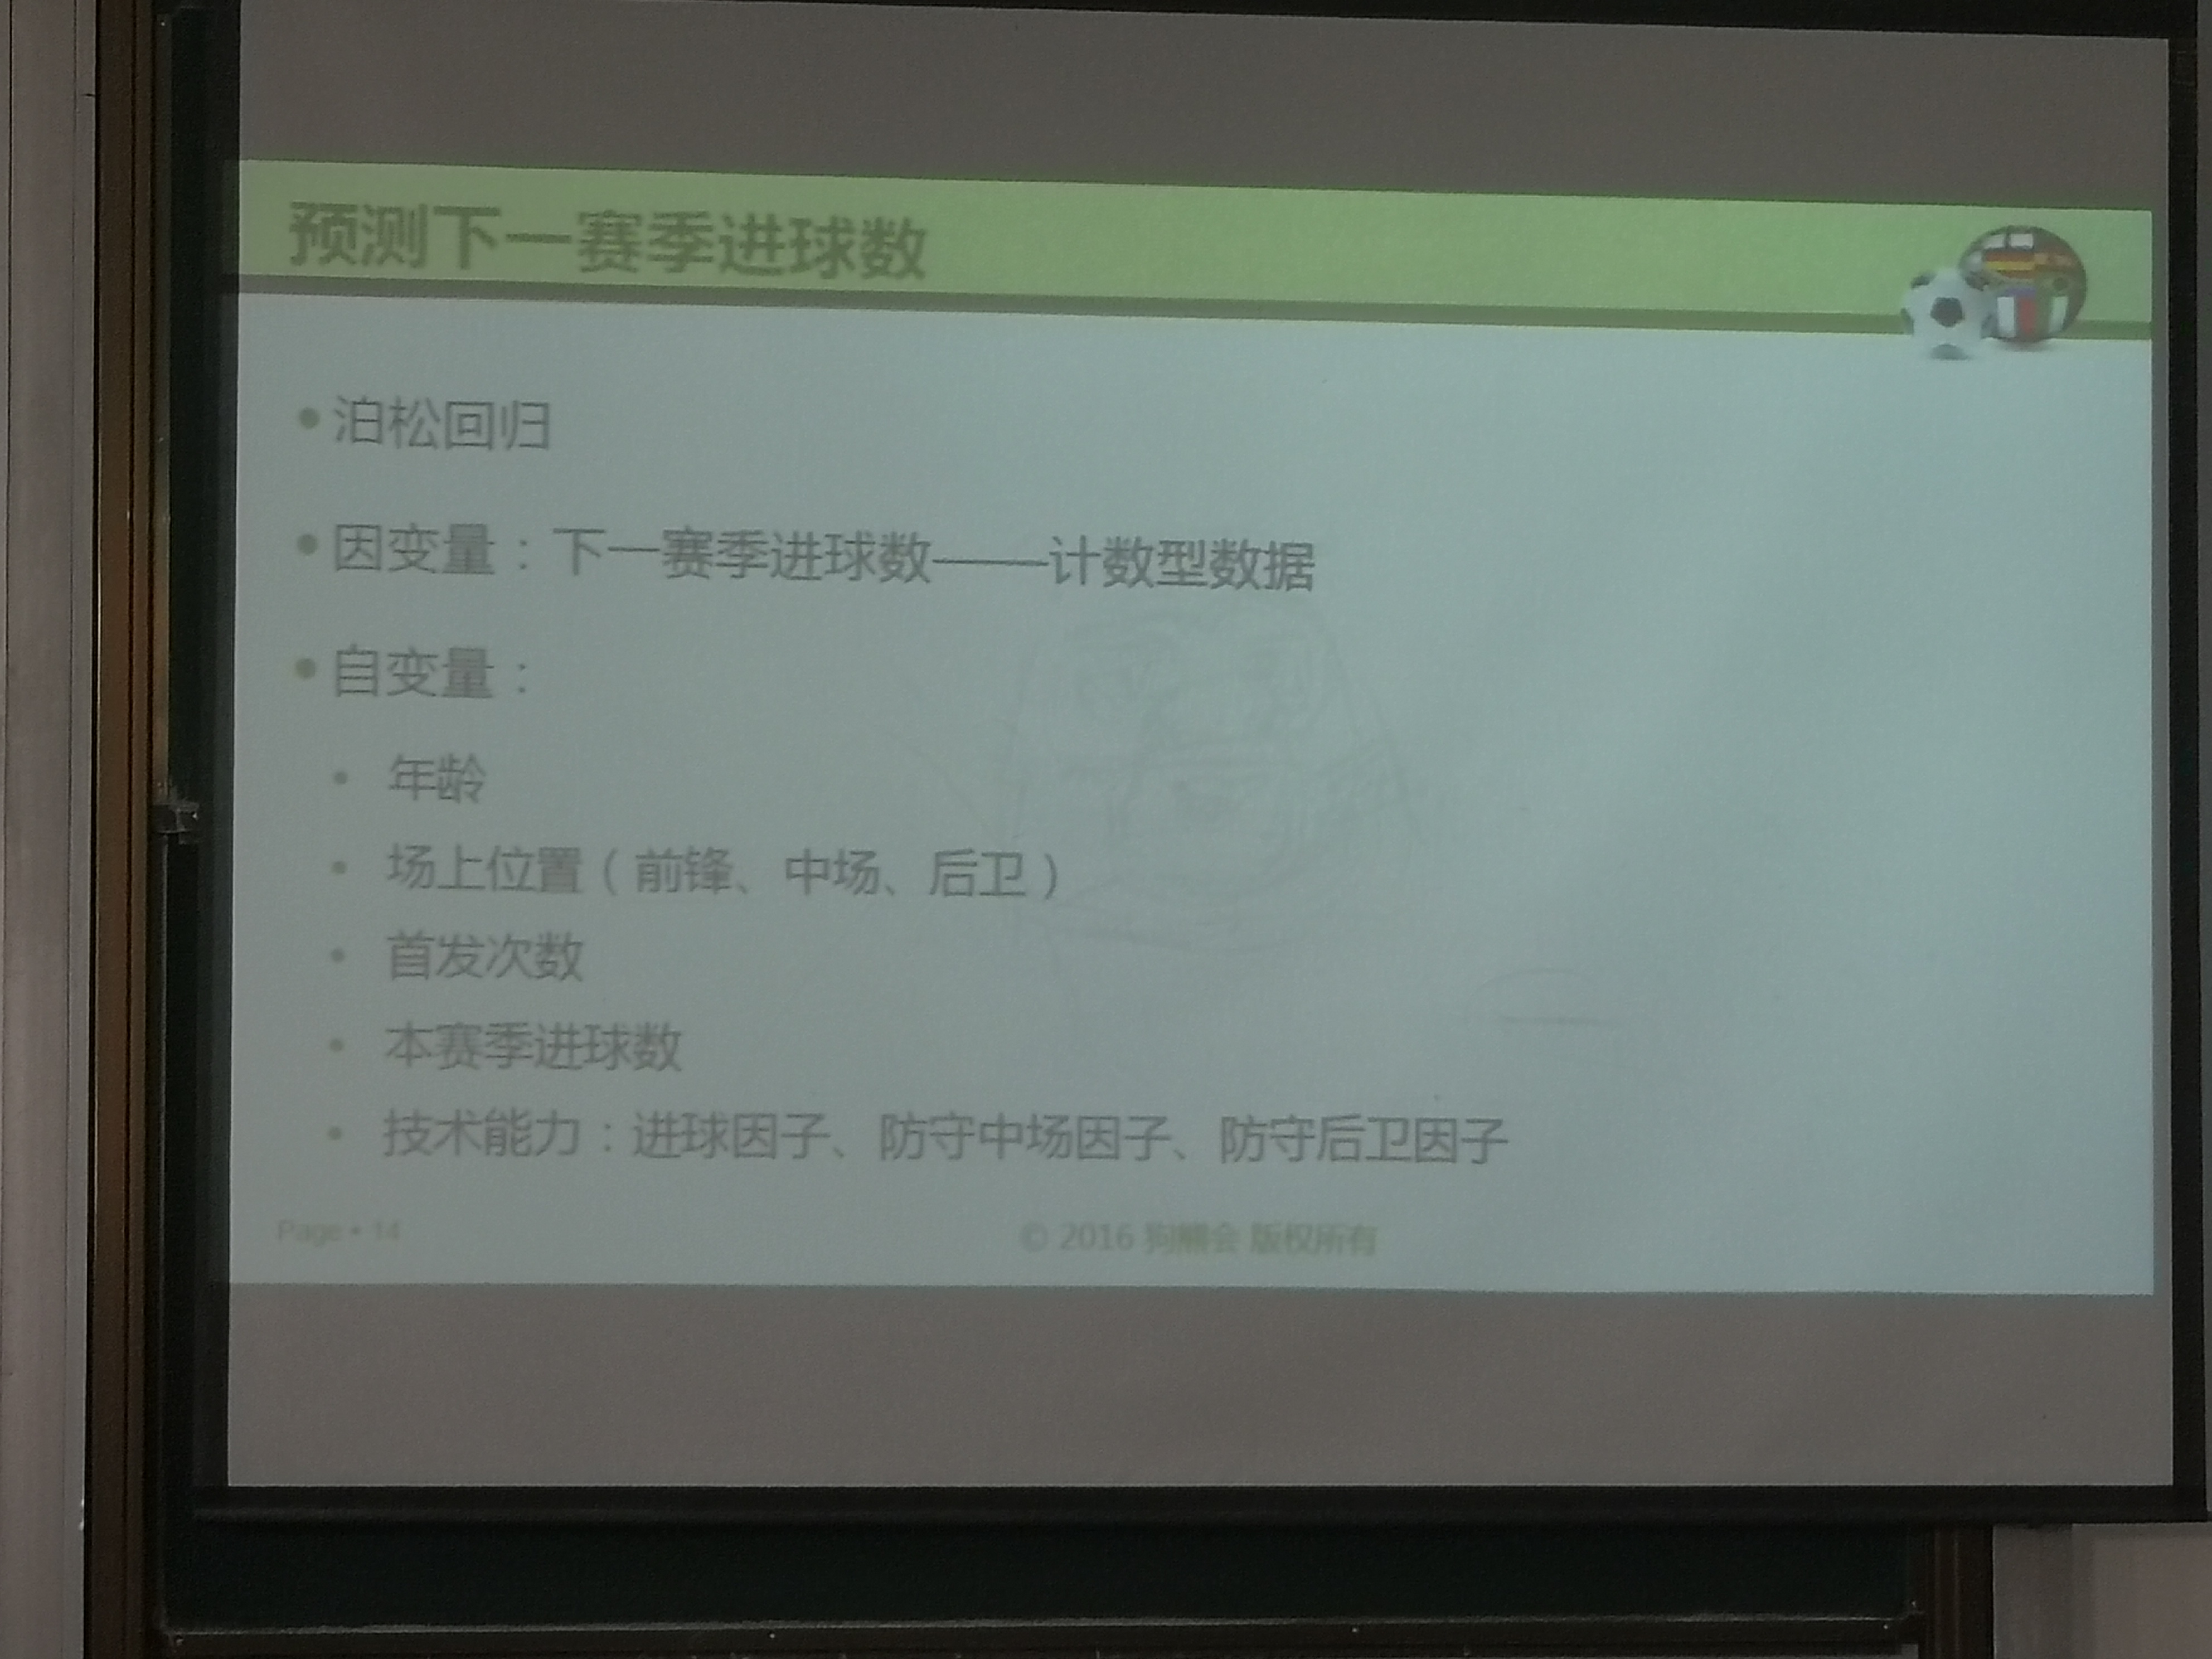 预测下一赛季进球数
•泊松回归
•因变量：下一赛季进球数——计数型数据
•自变量：
• 年龄
• 场上位置（前锋、中场、后卫）
• 首发次数
• 本赛季进球数
• 技术能力：进球因子、防守中场因子、防守后卫因子
Page • 14
© 2016 狗熊会 版权所有